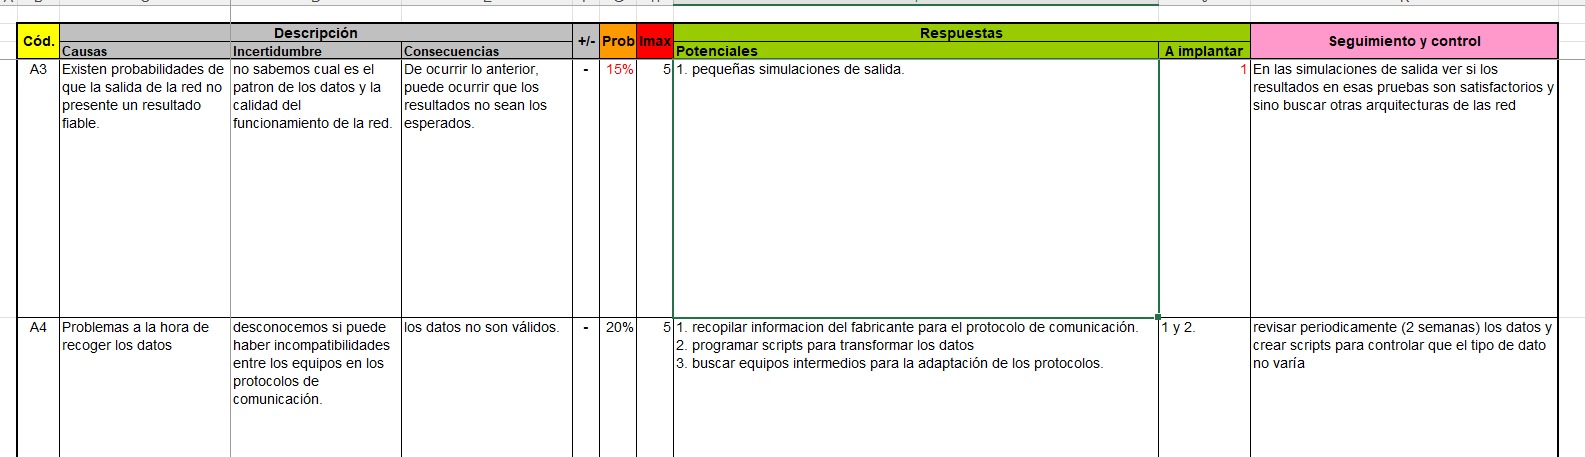 Cód.
Descripción
+/-
Prob
Imax
Respuestas
Seguimiento y control
Causas
Incertidumbre
Consecuencias
Potenciales
A implantar
A3
Existen probabilidades de
que la salida de la red no
presente un resultado
fiable.
no sabemos cual es el
patron de los datos y la
calidad del
funcionamiento de la red.
De ocurrir lo anterior,
puede ocurrir que los
resultados no sean los
esperados.
-
15%
5
1. pequeñas simulaciones de salida.
1
En las simulaciones de salida ver si los
resultados en esas pruebas son satisfactorios y
sino buscar otras arquitecturas de las red
A4
Problemas a la hora de
recoger los datos
desconocemos si puede
haber incompatibilidades
entre los equipos en los
protocolos de
comunicación.
los datos no son válidos.
-
20%
5
1. recopilar informacion del fabricante para el protocolo de comunicación.
2. programar scripts para transformar los datos
3. buscar equipos intermedios para la adaptación de los protocolos.
1 y 2.
revisar periodicamente (2 semanas) los datos y
crear scripts para controlar que el tipo de dato
no varía